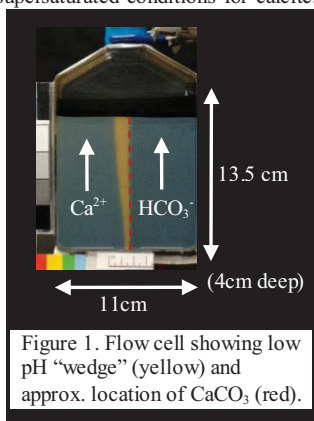 supersaturated conditions for calcite.
Ca²⁺
HCO₃⁻
13.5 cm
(4cm deep)
11cm
Figure 1. Flow cell showing low
pH “wedge” (yellow) and
approx. location of CaCO₃ (red).